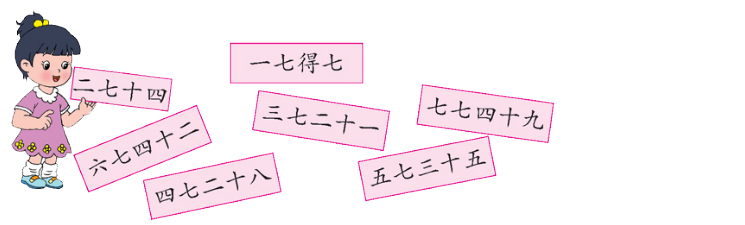 一七得七
二七十四
三七二十一
七七四十九
六七四十二
四七二十八
五七三十五